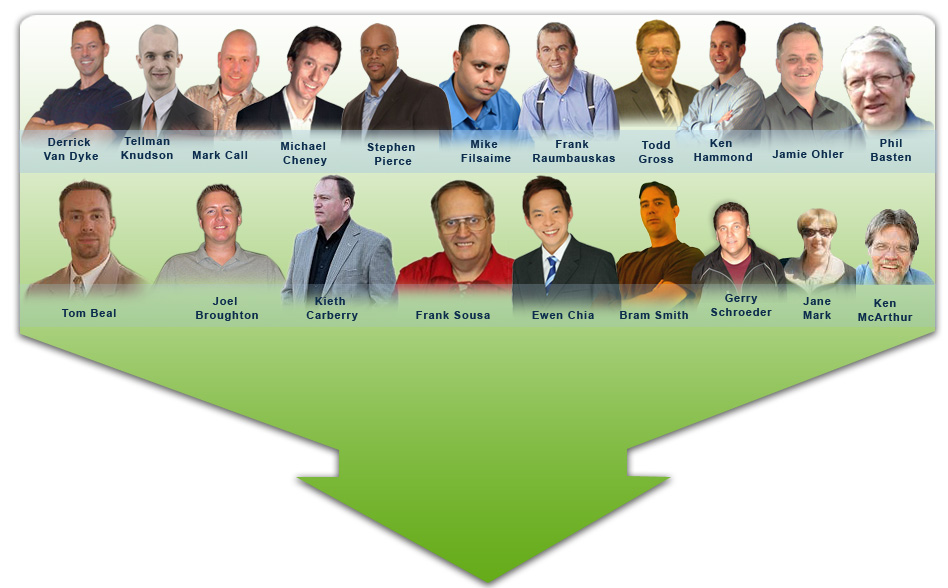 Derrick
Van Dyke
Tellman
Knudson
Mark Call
Michael
Cheney
Stephen
Pierce
Mike
Filsaime
Frank
Raumbauskas
Todd
Gross
Ken
Hammond
Jamie Ohler
Phil
Basten
Tom Beal
Joel
Broughton
Kieth
Carberry
Frank Sousa
Ewen Chia
Bram Smith
Gerry
Schroeder
Jane
Mark
Ken
McArthur